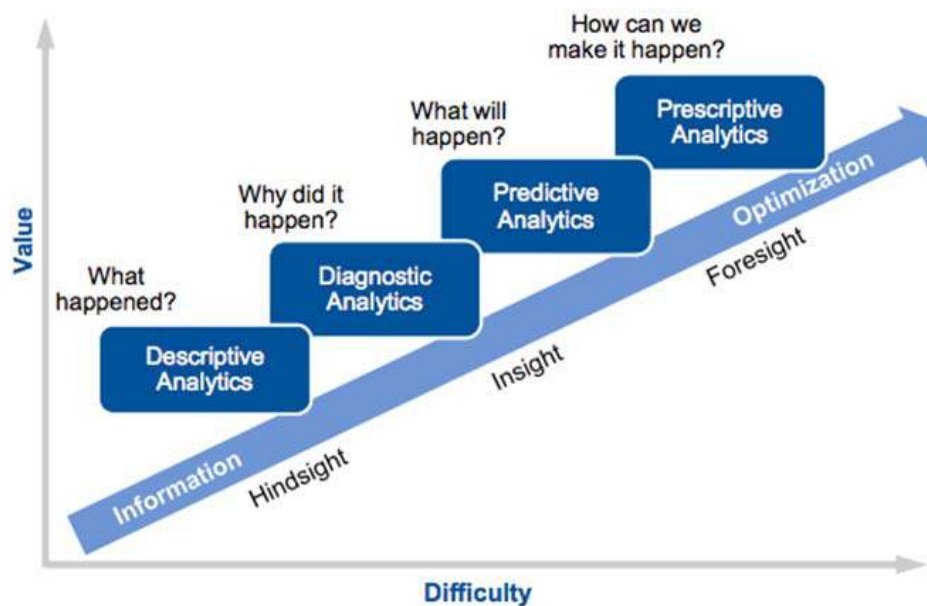 How can we
make it happen?
Prescriptive
Analytics
What will
happen?
Predictive
Analytics
Why did it
happen?
Diagnostic
Analytics
What
happened?
Descriptive
Analytics
Information
Optimization
Hindsight
Insight
Foresight
Value
Difficulty